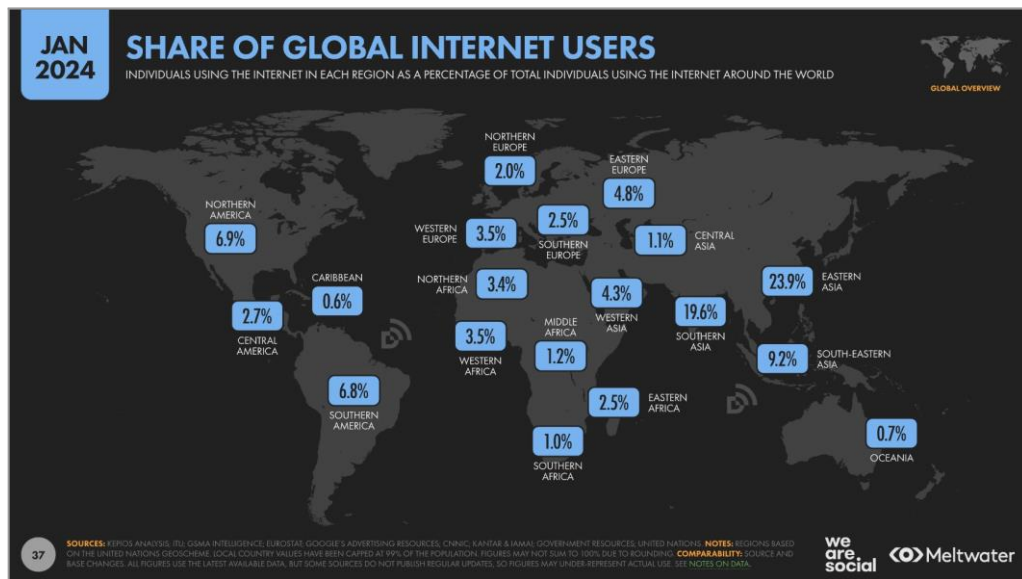 JAN
2024
SHARE OF GLOBAL INTERNET USERS
INDIVIDUALS USING THE INTERNET IN EACH REGION AS A PERCENTAGE OF TOTAL INDIVIDUALS USING THE INTERNET AROUND THE WORLD
GLOBAL OVERVIEW
NORTHERN
EUROPE
2.0%
EASTERN
EUROPE
4.8%
NORTHERN
AMERICA
6.9%
WESTERN
EUROPE
3.5%
2.5%
SOUTHERN
EUROPE
1.1%
CENTRAL
ASIA
CARIBBEAN
0.6%
NORTHERN
AFRICA
3.4%
4.3%
WESTERN
ASIA
23.9%
EASTERN
ASIA
2.7%
CENTRAL
AMERICA
3.5%
WESTERN
AFRICA
MIDDLE
AFRICA
1.2%
19.6%
SOUTHERN
ASIA
9.2%
SOUTH-EASTERN
ASIA
6.8%
SOUTHERN
AMERICA
2.5%
EASTERN
AFRICA
1.0%
SOUTHERN
AFRICA
0.7%
OCEANIA
37
SOURCES: KEPIOS ANALYSIS; ITU; GSMA INTELLIGENCE; EUROSTAT; GOOGLE'S ADVERTISING RESOURCES; CNNIC; KANTAR & IAMAI; GOVERNMENT RESOURCES; UNITED NATIONS. NOTES: REGIONS BASED
ON THE UNITED NATIONS GEOSCHEME. LOCAL COUNTRY VALUES HAVE BEEN CAPPED AT 99% OF THE POPULATION. FIGURES MAY NOT SUM TO 100% DUE TO ROUNDING. COMPARABILITY: SOURCE AND
BASE CHANGES. ALL FIGURES USE THE LATEST AVAILABLE DATA, BUT SOME SOURCES DO NOT PUBLISH REGULAR UPDATES, SO FIGURES MAY UNDER-REPRESENT ACTUAL USE. SEE NOTES ON DATA.
we
are
social
Meltwater